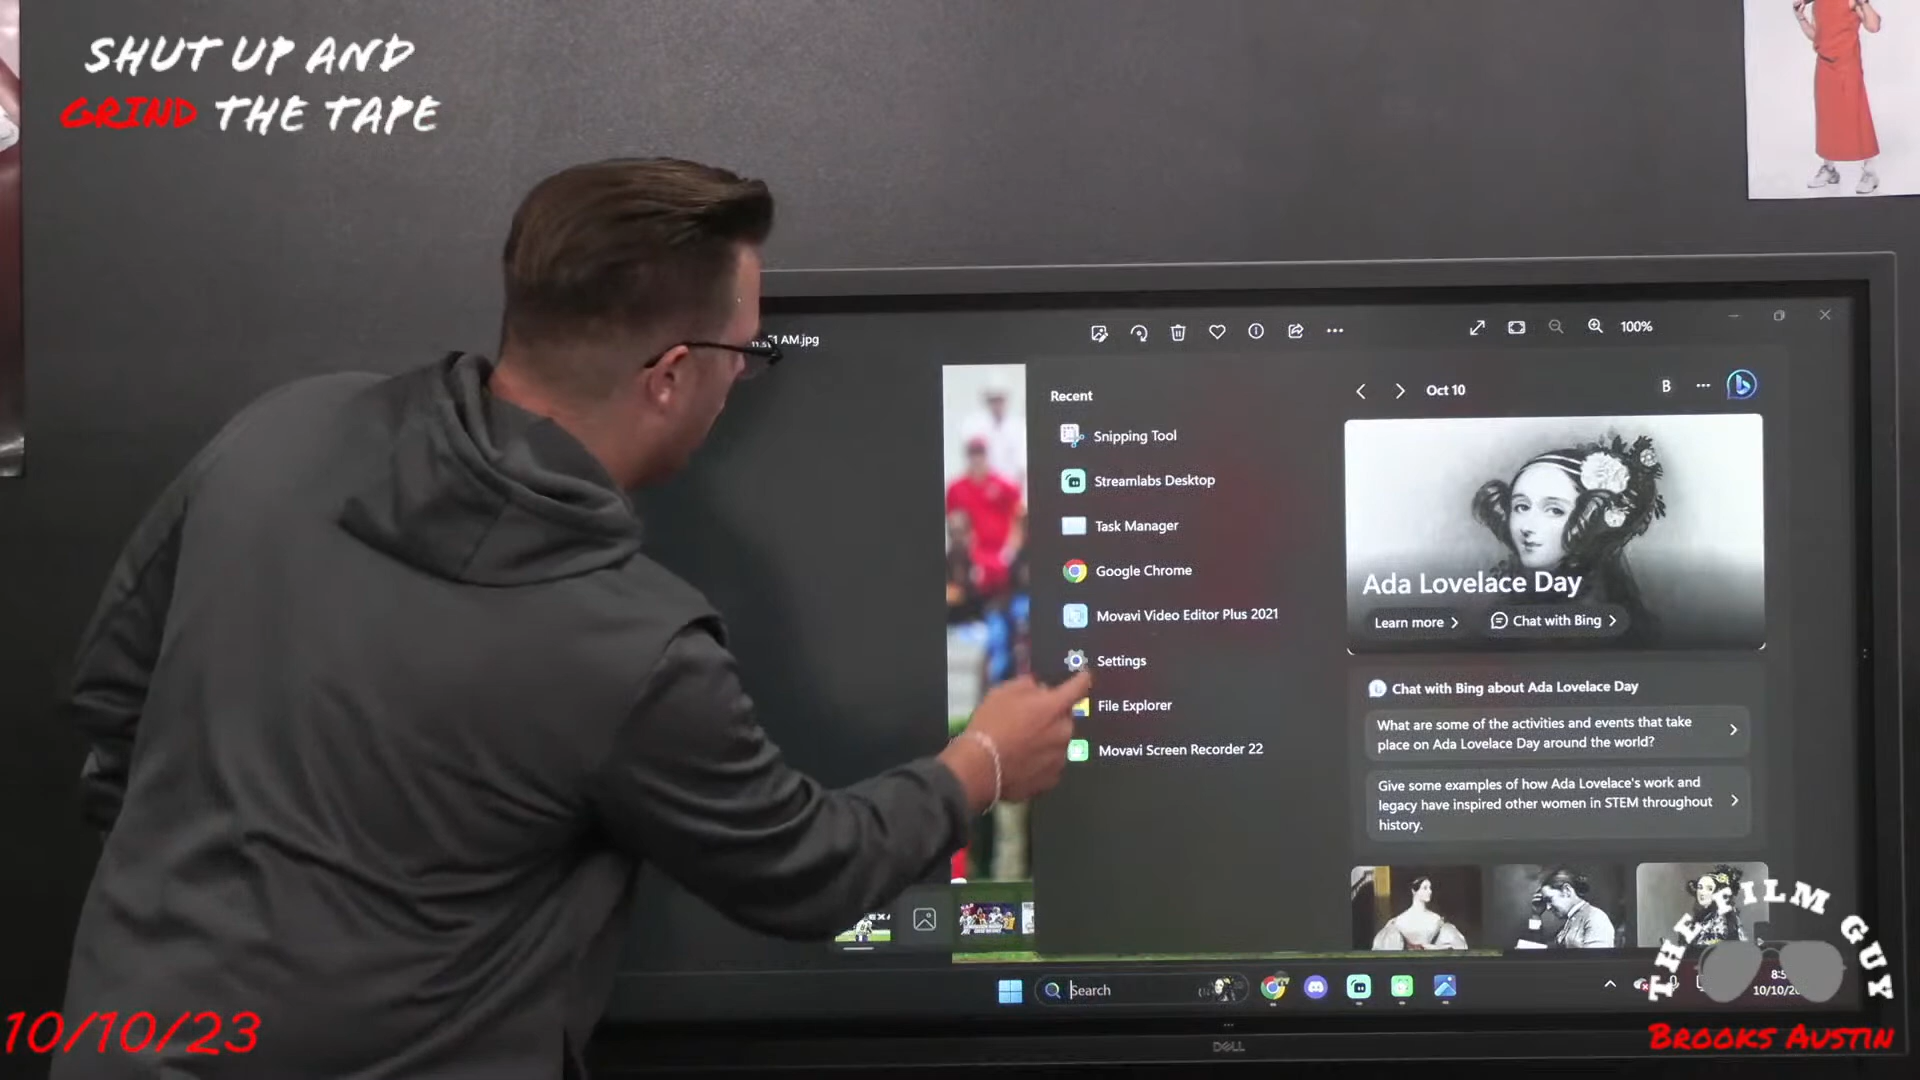 SHUT UP AND
GRIND THE TAPE
AM.jpg
100%
Recent
Snipping Tool
Streamlabs Desktop
Task Manager
Google Chrome
Movavi Video Editor Plus 2021
Settings
File Explorer
Movavi Screen Recorder 22
Oct 10
B
Ada Lovelace Day
Learn more
Chat with Bing
Chat with Bing about Ada Lovelace Day
What are some of the activities and events that take
place on Ada Lovelace Day around the world?
Give some examples of how Ada Lovelace's work and
legacy have inspired other women in STEM throughout
history.
Search
10/10/23
DELL
THE FILM GUY
BROOKS AUSTIN